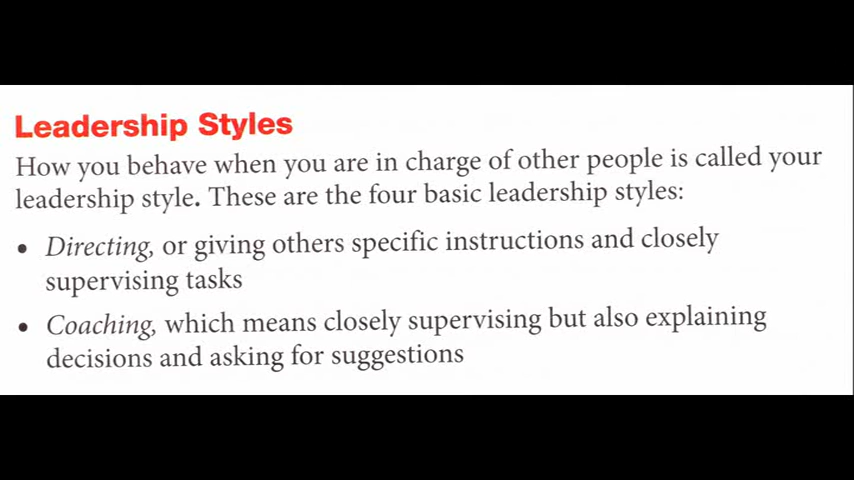 Leadership Styles
How you behave when you are in charge of other people is called your
leadership style. These are the four basic leadership styles:
• Directing, or giving others specific instructions and closely
supervising tasks
• Coaching, which means closely supervising but also explaining
decisions and asking for suggestions